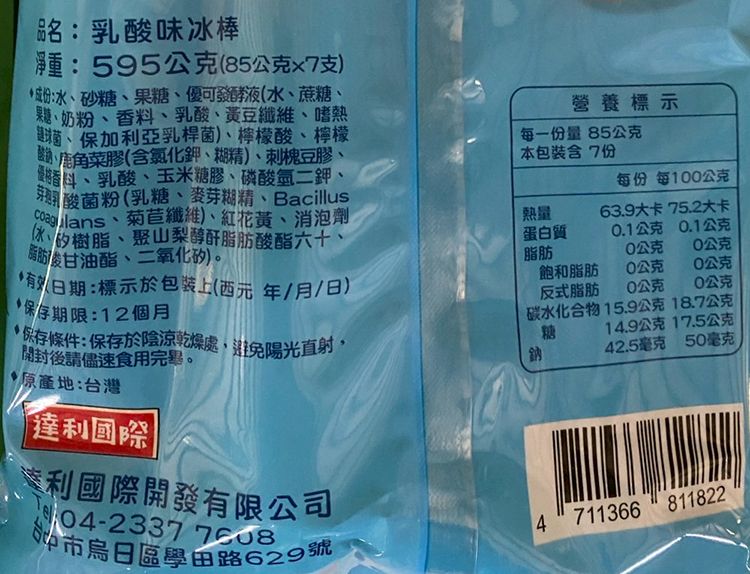 品名：乳酸味冰棒
淨重：595公克(85公克×7支)
◆成份:水、砂糖、果糖、優可發酵液(水、蔗糖、
果糖、奶粉、香料、乳酸、黃豆纖維、嗜熱
鏈球菌、保加利亞乳桿菌)、檸檬酸、檸檬
酸鈉、鹿角菜膠(含氯化鉀、糊精)、刺槐豆膠、
優格香料、乳酸、玉米糖膠、磷酸氫二鉀、
芽孢乳酸菌粉(乳糖、麥芽糊精、Bacillus
coagulans、菊苣纖維)、紅花黃、消泡劑
(水、矽樹脂、聚山梨醇酐脂肪酸酯六十、
脂肪酸甘油酯、二氧化矽)。
◆有效日期:標示於包裝上(西元 年/月/日)
◆保存期限:12個月
◆保存條件:保存於陰涼乾燥處，避免陽光直射，
開封後請儘速食用完畢。
◆原產地:台灣
達利國際
達利國際開發有限公司
Tel 04-2337 7608
台中市烏日區學田路629號
營養標示
每一份量 85公克
本包裝含 7份
每份 每100公克
熱量 63.9大卡 75.2大卡
蛋白質 0.1公克 0.1公克
脂肪 0公克 0公克
飽和脂肪 0公克 0公克
反式脂肪 0公克 0公克
碳水化合物 15.9公克 18.7公克
糖 14.9公克 17.5公克
鈉 42.5毫克 50毫克
4 711366 811822